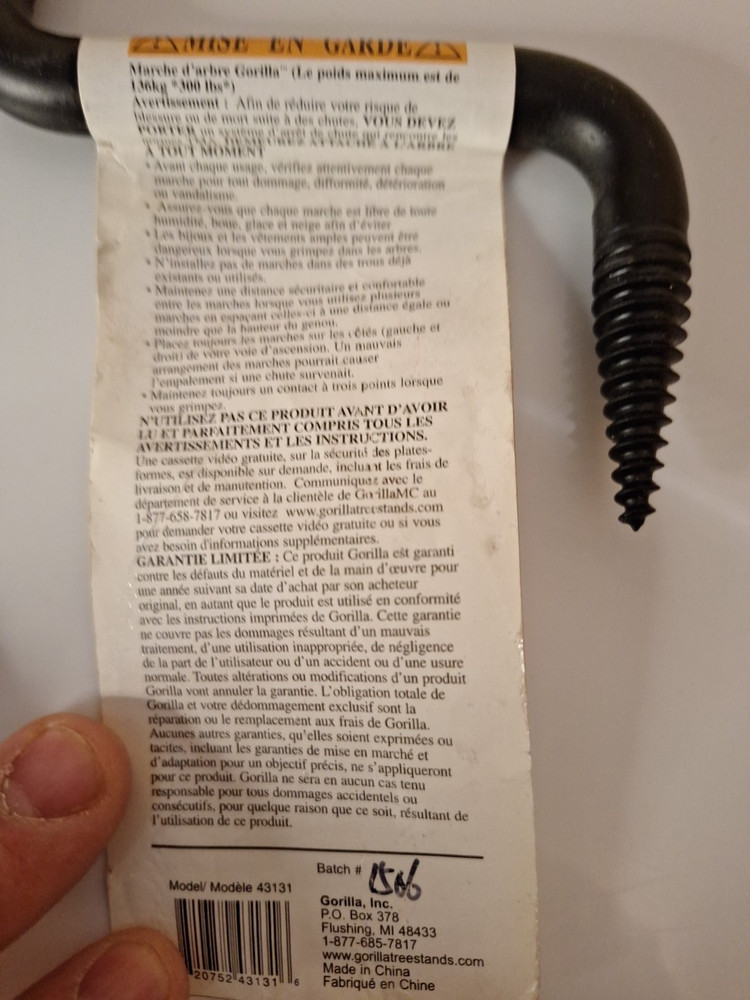 MISE EN GARDE
Marche d'arbre Gorilla™ (Le poids maximum est de
136kg *300 lbs*)
Avertissement : Afin de réduire votre risque de
blessure ou de mort suite à des chutes, VOUS DEVEZ
PORTER un système d'arrêt de chute qui rencontre les
DEMEUREZ ATTACHÉ À L'ARBRE
À TOUT MOMENT
• Avant chaque usage, vérifiez attentivement chaque
marche pour tout dommage, difformité, détérioration
ou vandalisme.
• Assurez-vous que chaque marche est libre de toute
humidité, boue, glace et neige afin d'éviter
• Les bijoux et les vêtements amples peuvent être
dangereux lorsque vous grimpez dans les arbres.
• N'installez pas de marches dans des trous déjà
existants ou utilisés.
• Maintenez une distance sécuritaire et confortable
entre les marches lorsque vous utilisez plusieurs
marches en espaçant celles-ci à une distance égale ou
moindre que la hauteur du genou.
• Placez toujours les marches sur les côtés (gauche et
droit) de votre voie d'ascension. Un mauvais
arrangement des marches pourrait causer
l'empalement si une chute survenait.
• Maintenez toujours un contact à trois points lorsque
vous grimpez.
N'UTILISEZ PAS CE PRODUIT AVANT D'AVOIR
LU ET PARFAITEMENT COMPRIS TOUS LES
AVERTISSEMENTS ET LES INSTRUCTIONS.
Une cassette vidéo gratuite, sur la sécurité des plates-
formes, est disponible sur demande, incluant les frais de
livraison et de manutention. Communiquez avec le
département de service à la clientèle de GorillaMC au
1-877-658-7817 ou visitez www.gorillatreestands.com
pour demander votre cassette vidéo gratuite ou si vous
avez besoin d'informations supplémentaires.
GARANTIE LIMITÉE : Ce produit Gorilla est garanti
contre les défauts du matériel et de la main d'œuvre pour
une année suivant sa date d'achat par son acheteur
original, en autant que le produit est utilisé en conformité
avec les instructions imprimées de Gorilla. Cette garantie
ne couvre pas les dommages résultant d'un mauvais
traitement, d'une utilisation inappropriée, de négligence
de la part de l'utilisateur ou d'un accident ou d'une usure
normale. Toutes altérations ou modifications d'un produit
Gorilla vont annuler la garantie. L'obligation totale de
Gorilla et votre dédommagement exclusif sont la
réparation ou le remplacement aux frais de Gorilla.
Aucunes autres garanties, qu'elles soient exprimées ou
tacites, incluant les garanties de mise en marché et
d'adaptation pour un objectif précis, ne s'appliqueront
pour ce produit. Gorilla ne sera en aucun cas tenu
responsable pour tous dommages accidentels ou
consécutifs, pour quelque raison que ce soit, résultant de
l'utilisation de ce produit.
Batch #
Model/ Modèle 43131
Gorilla, Inc.
P.O. Box 378
Flushing, MI 48433
1-877-685-7817
www.gorillatreestands.com
Made in China
Fabriqué en Chine
20752 43131 6